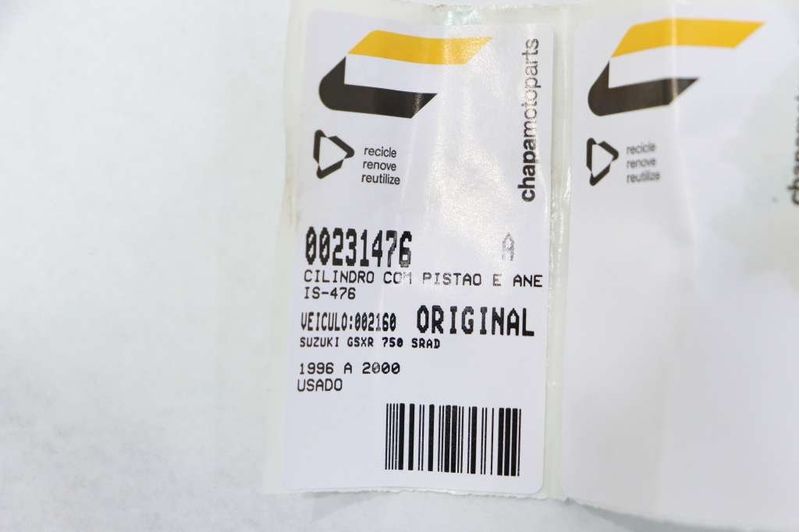 chapamotoparts
recicle
renove
reutilize
00231476 A
CILINDRO COM PISTAO E ANE
IS-476
VEICULO:002160 ORIGINAL
SUZUKI GSXR 750 SRAD
1996 A 2000
USADO
recicle
renove
reutilize